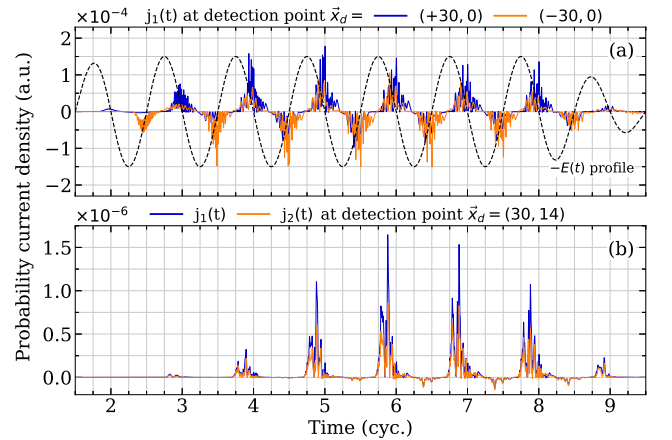 ×10⁻⁴ j₁(t) at detection point x⃗_d = (+30, 0) (−30, 0)
(a)
2
1
0
−1
−2
−E(t) profile
Probability current density (a.u.)
×10⁻⁶ j₁(t) j₂(t) at detection point x⃗_d = (30, 14)
(b)
1.5
1.0
0.5
0.0
2 3 4 5 6 7 8 9
Time (cyc.)